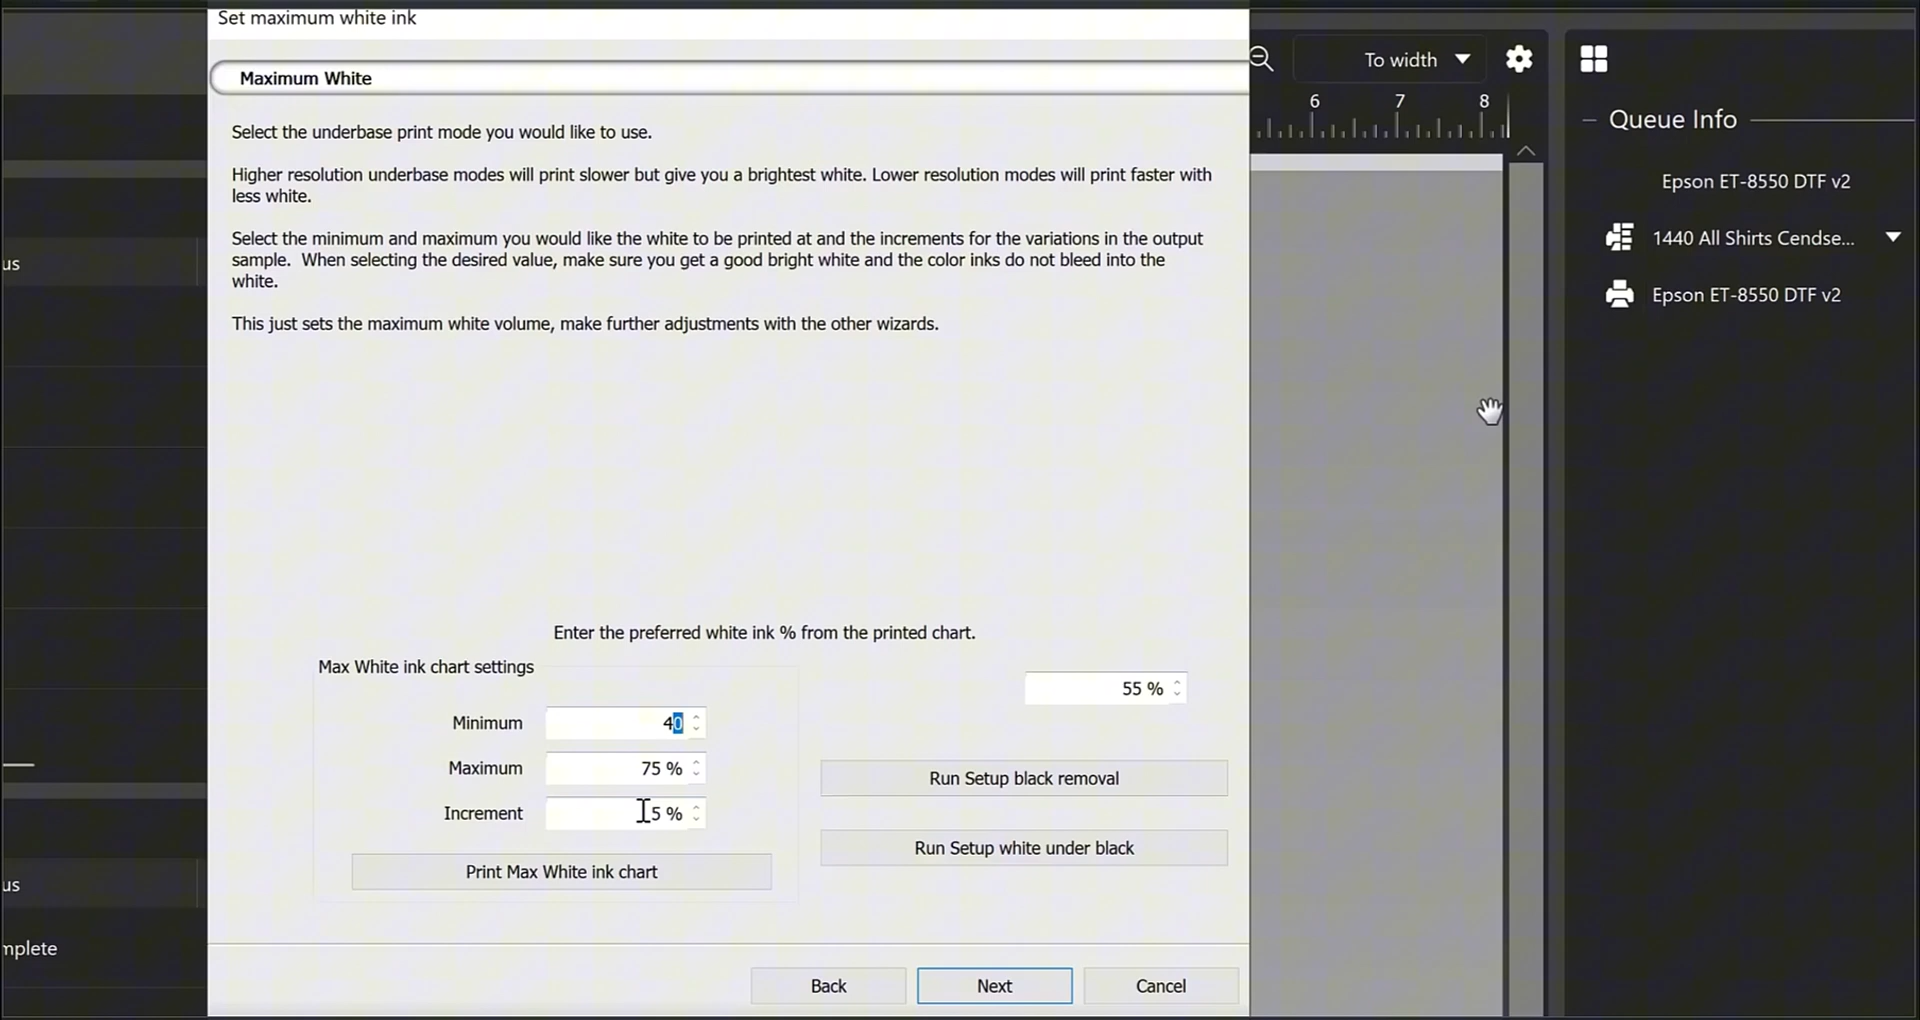 Set maximum white ink
Maximum White
Select the underbase print mode you would like to use.
Higher resolution underbase modes will print slower but give you a brightest white. Lower resolution modes will print faster with
less white.
Select the minimum and maximum you would like the white to be printed at and the increments for the variations in the output
sample. When selecting the desired value, make sure you get a good bright white and the color inks do not bleed into the
white.
This just sets the maximum white volume, make further adjustments with the other wizards.
Enter the preferred white ink % from the printed chart.
Max White ink chart settings
55 %
Minimum 40
Maximum 75 %
Increment 5 %
Print Max White ink chart
Run Setup black removal
Run Setup white under black
Back Next Cancel
To width
6 7 8
Queue Info
Epson ET-8550 DTF v2
1440 All Shirts Cendse...
Epson ET-8550 DTF v2
us
us
mplete